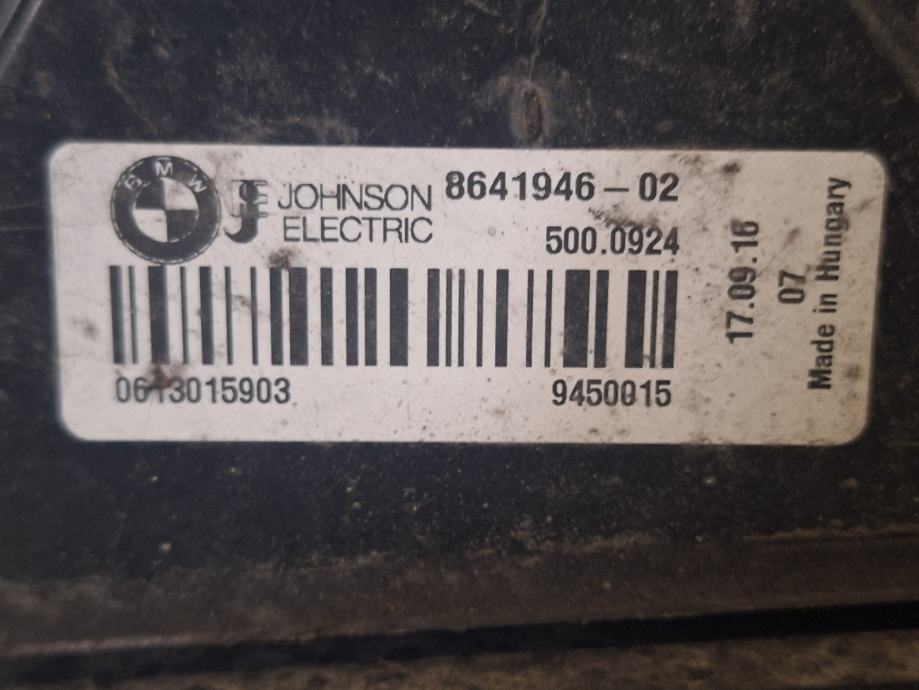 BMW
JOHNSON
ELECTRIC
8641946-02
500.0924
0613015903
9450015
17.09.16
07
Made in Hungary